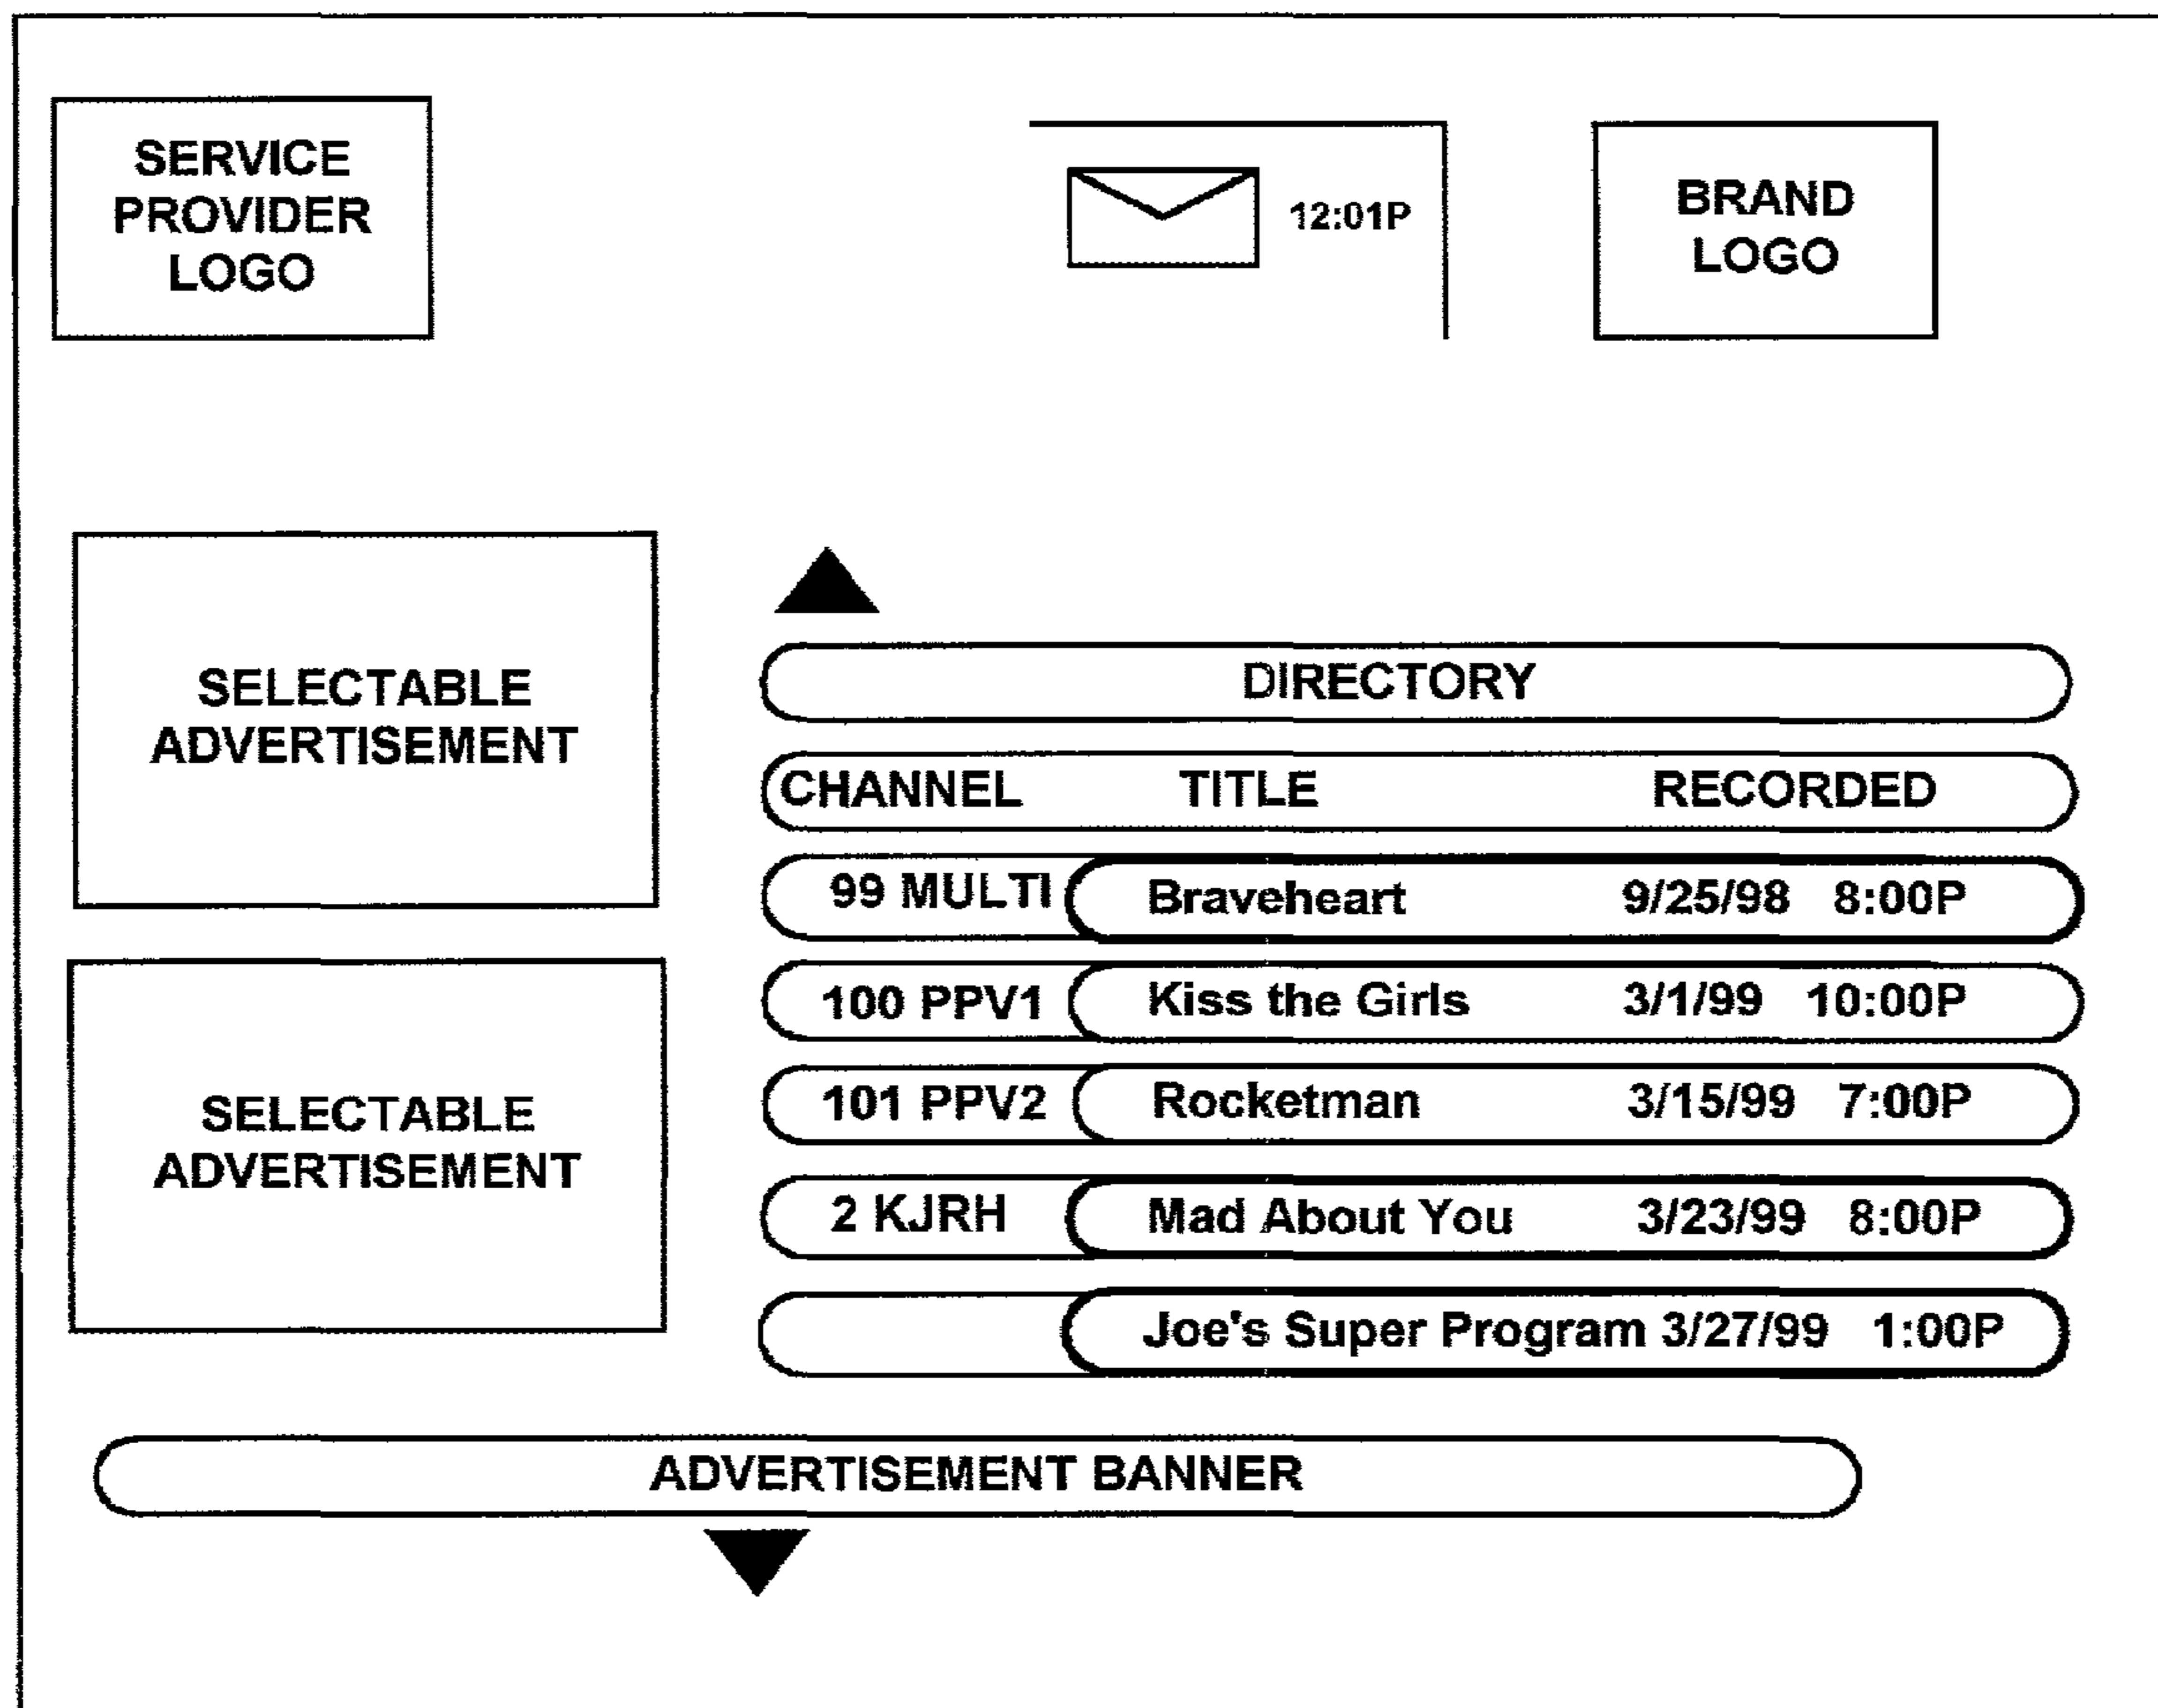 SERVICE
PROVIDER
LOGO
12:01P
BRAND
LOGO
SELECTABLE
ADVERTISEMENT
SELECTABLE
ADVERTISEMENT
DIRECTORY
CHANNEL TITLE RECORDED
99 MULTI Braveheart 9/25/98 8:00P
100 PPV1 Kiss the Girls 3/1/99 10:00P
101 PPV2 Rocketman 3/15/99 7:00P
2 KJRH Mad About You 3/23/99 8:00P
Joe's Super Program 3/27/99 1:00P
ADVERTISEMENT BANNER